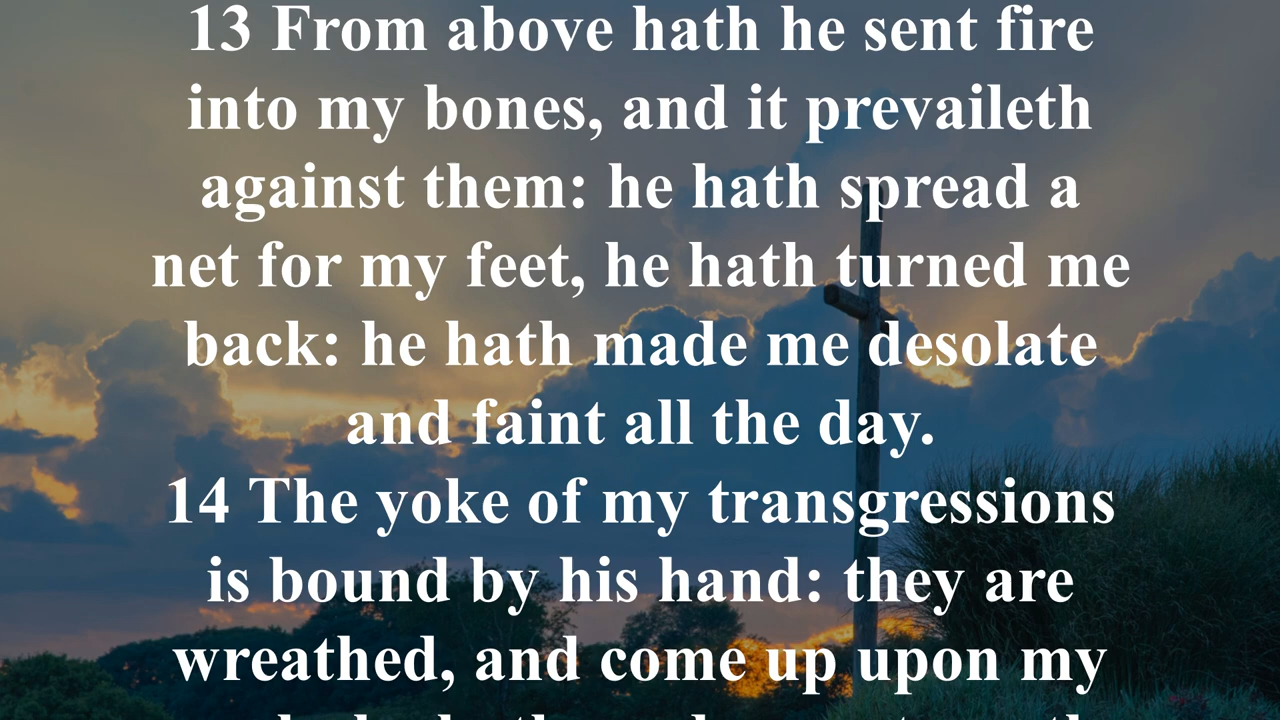 13 From above hath he sent fire
into my bones, and it prevaileth
against them: he hath spread a
net for my feet, he hath turned me
back: he hath made me desolate
and faint all the day.
14 The yoke of my transgressions
is bound by his hand: they are
wreathed, and come up upon my